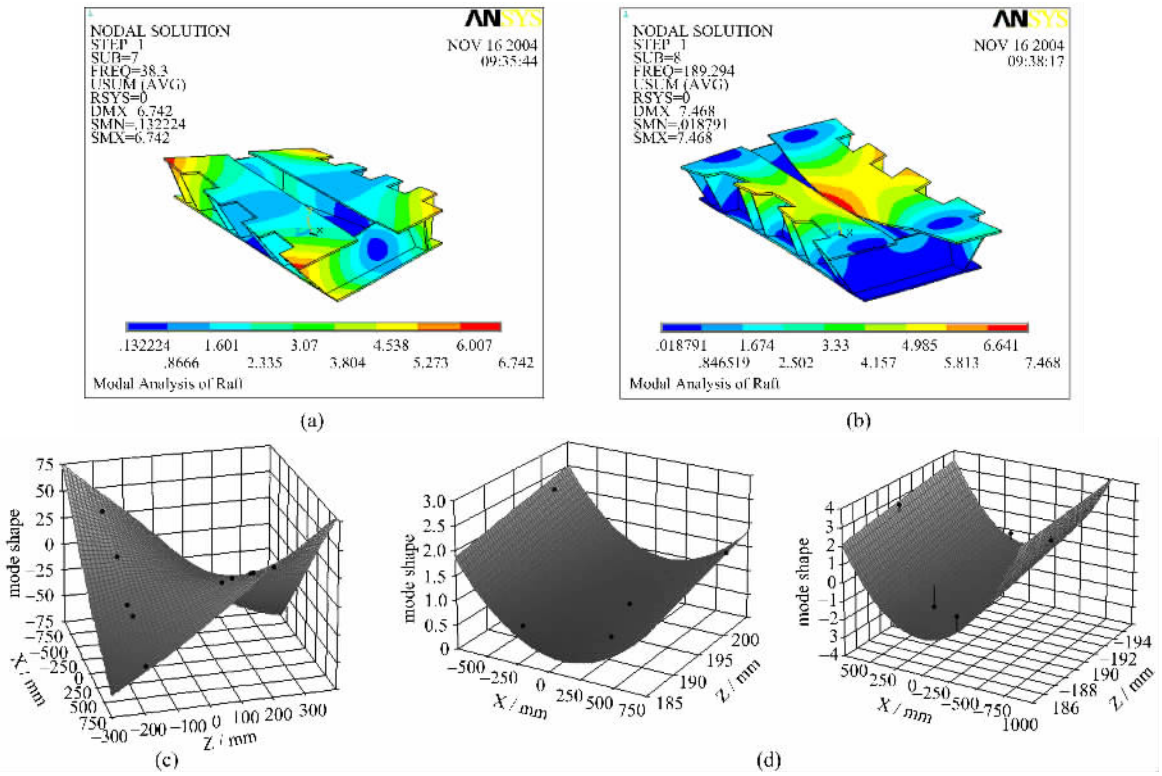 1
ANSYS
NODAL SOLUTION
STEP 1
SUB=7
FREQ=38.3
USUM (AVG)
RSYS=0
DMX 6.742
SMN=.132224
SMX=6.742
NOV 16 2004
09:35:44
X
.132224 1.601 3.07 4.538 6.007
.8666 2.335 3.804 5.273 6.742
Modal Analysis of Raft
(a)
1
ANSYS
NODAL SOLUTION
STEP 1
SUB=8
FREQ=189.294
USUM (AVG)
RSYS=0
DMX 7.468
SMN=.018791
SMX=7.468
NOV 16 2004
09:38:17
X
.018791 1.674 3.33 4.985 6.641
.846519 2.502 4.157 5.813 7.468
Modal Analysis of Raft
(b)
mode shape
75
50
25
0
−25
−50
−75
−750
−500
−250
0
250
500
750
X / mm
−300 −200 −100 0 100 200 300
Z / mm
(c)
mode shape
3.0
2.5
2.0
1.5
1.0
0.5
0
−500 −250 0 250 500 750
X / mm
185 190 195 200
Z / mm
mode shape
4
3
2
1
0
−1
−2
3
−4
500 250 0 −250 −500 −750 1000
X / mm
186 −188 190 −192 −194
Z / mm
(d)